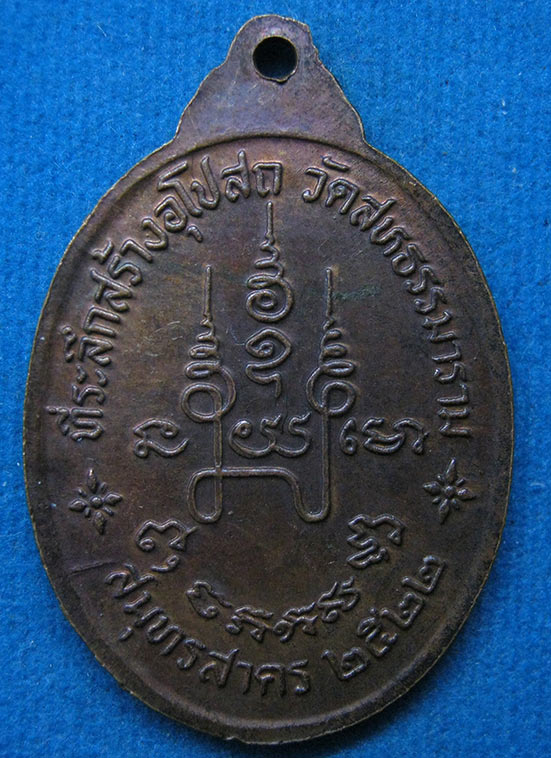 ที่ระลึกสร้างอุโปสถ วัดสหธรรมาราม
สมุทรสาคร ๒๕๒๒